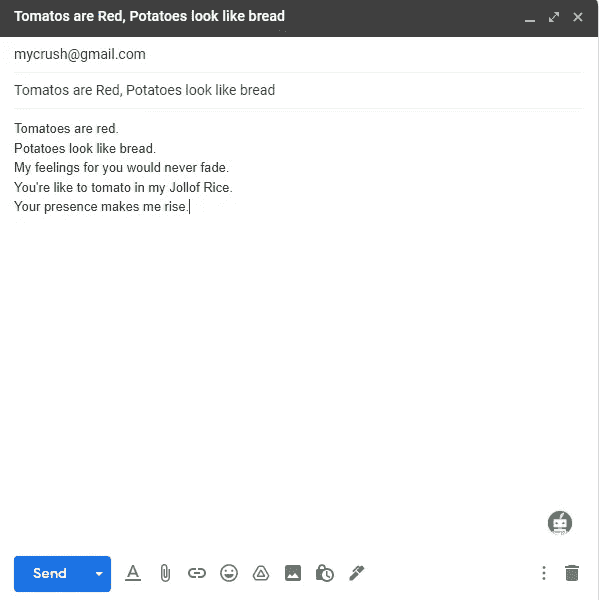 Tomatos are Red, Potatoes look like bread
mycrush@gmail.com
Tomatos are Red, Potatoes look like bread
Tomatoes are red.
Potatoes look like bread.
My feelings for you would never fade.
You're like to tomato in my Jollof Rice.
Your presence makes me rise.
Send